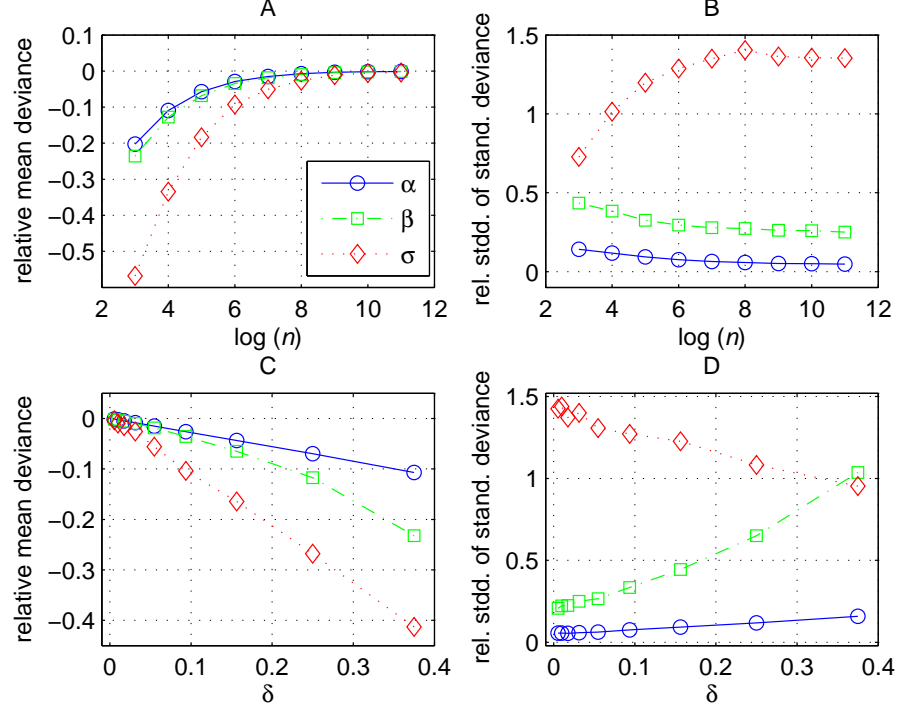 A
relative mean deviance
0.1
0
−0.1
−0.2
−0.3
−0.4
−0.5
2
4
6
8
10
12
log (n)
α
β
σ
B
rel. stdd. of stand. deviance
1.5
1
0.5
0
2
4
6
8
10
12
log (n)
C
relative mean deviance
0
−0.1
−0.2
−0.3
−0.4
0
0.1
0.2
0.3
0.4
δ
D
rel. stdd. of stand. deviance
1.5
1
0.5
0
0
0.1
0.2
0.3
0.4
δ